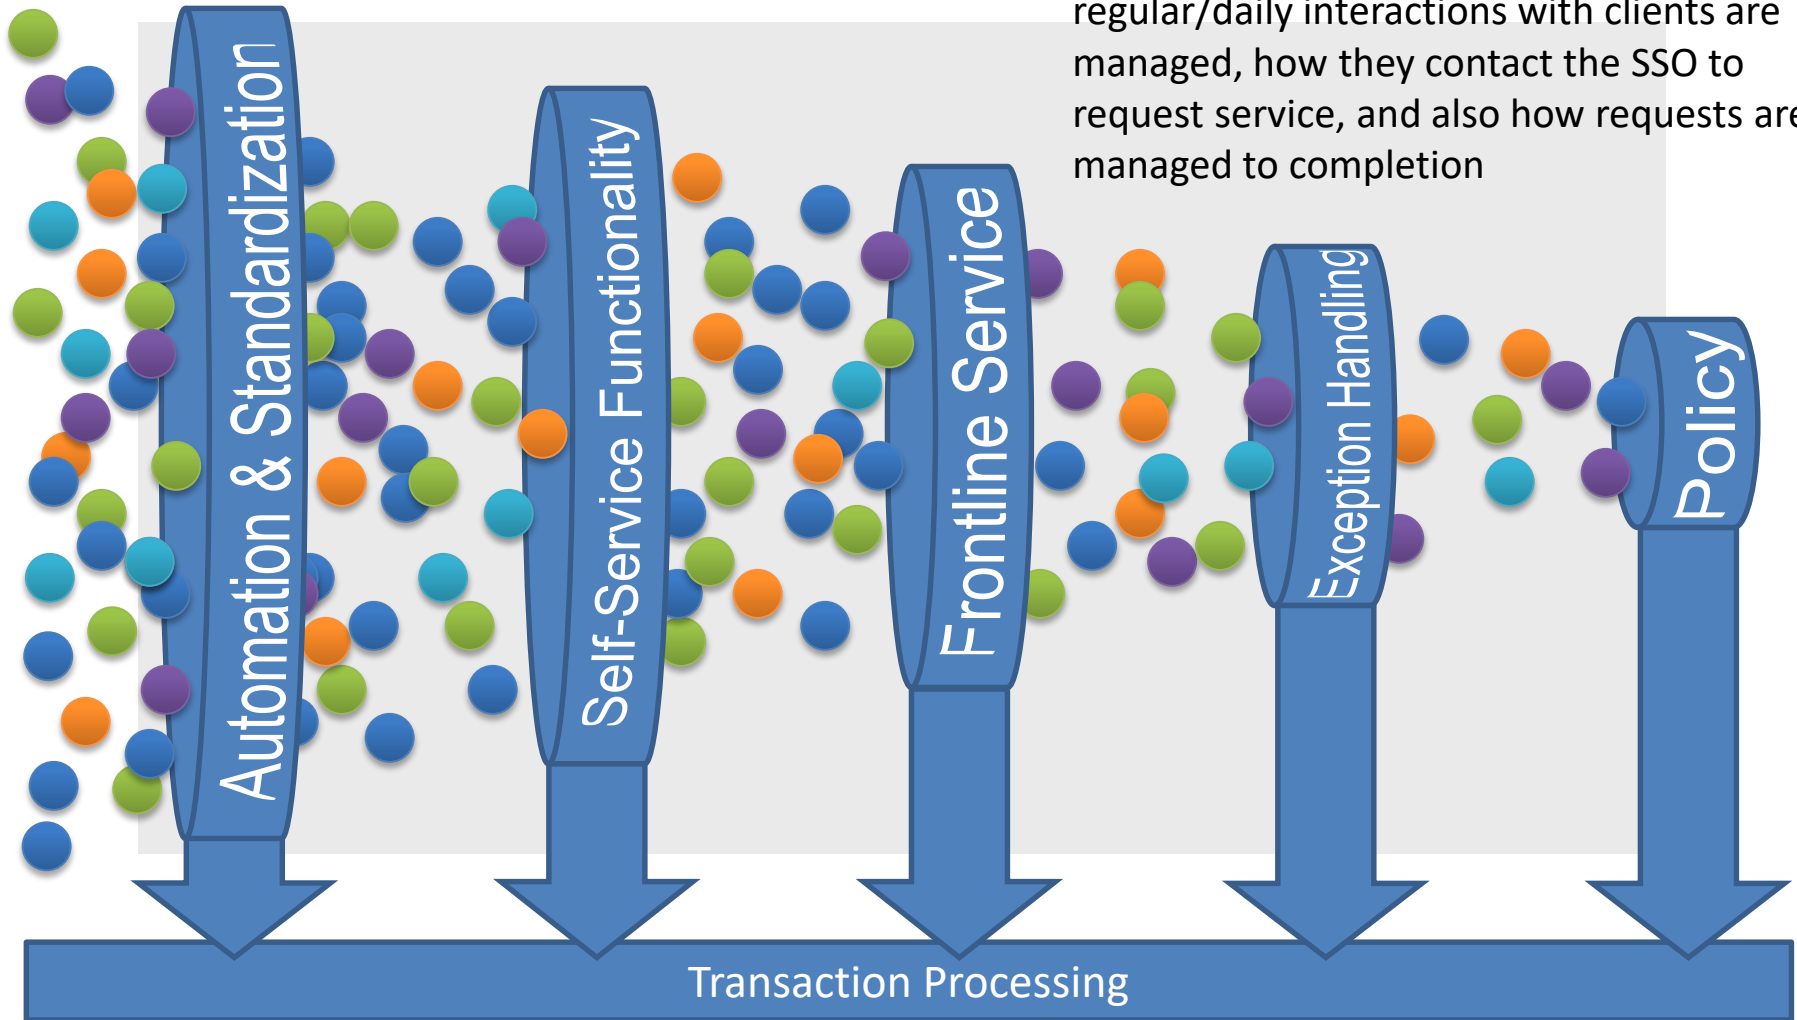 regular/daily interactions with clients are
managed, how they contact the SSO to
request service, and also how requests are
managed to completion
Automation & Standardization
Self-Service Functionality
Frontline Service
Exception Handling
Policy
Transaction Processing